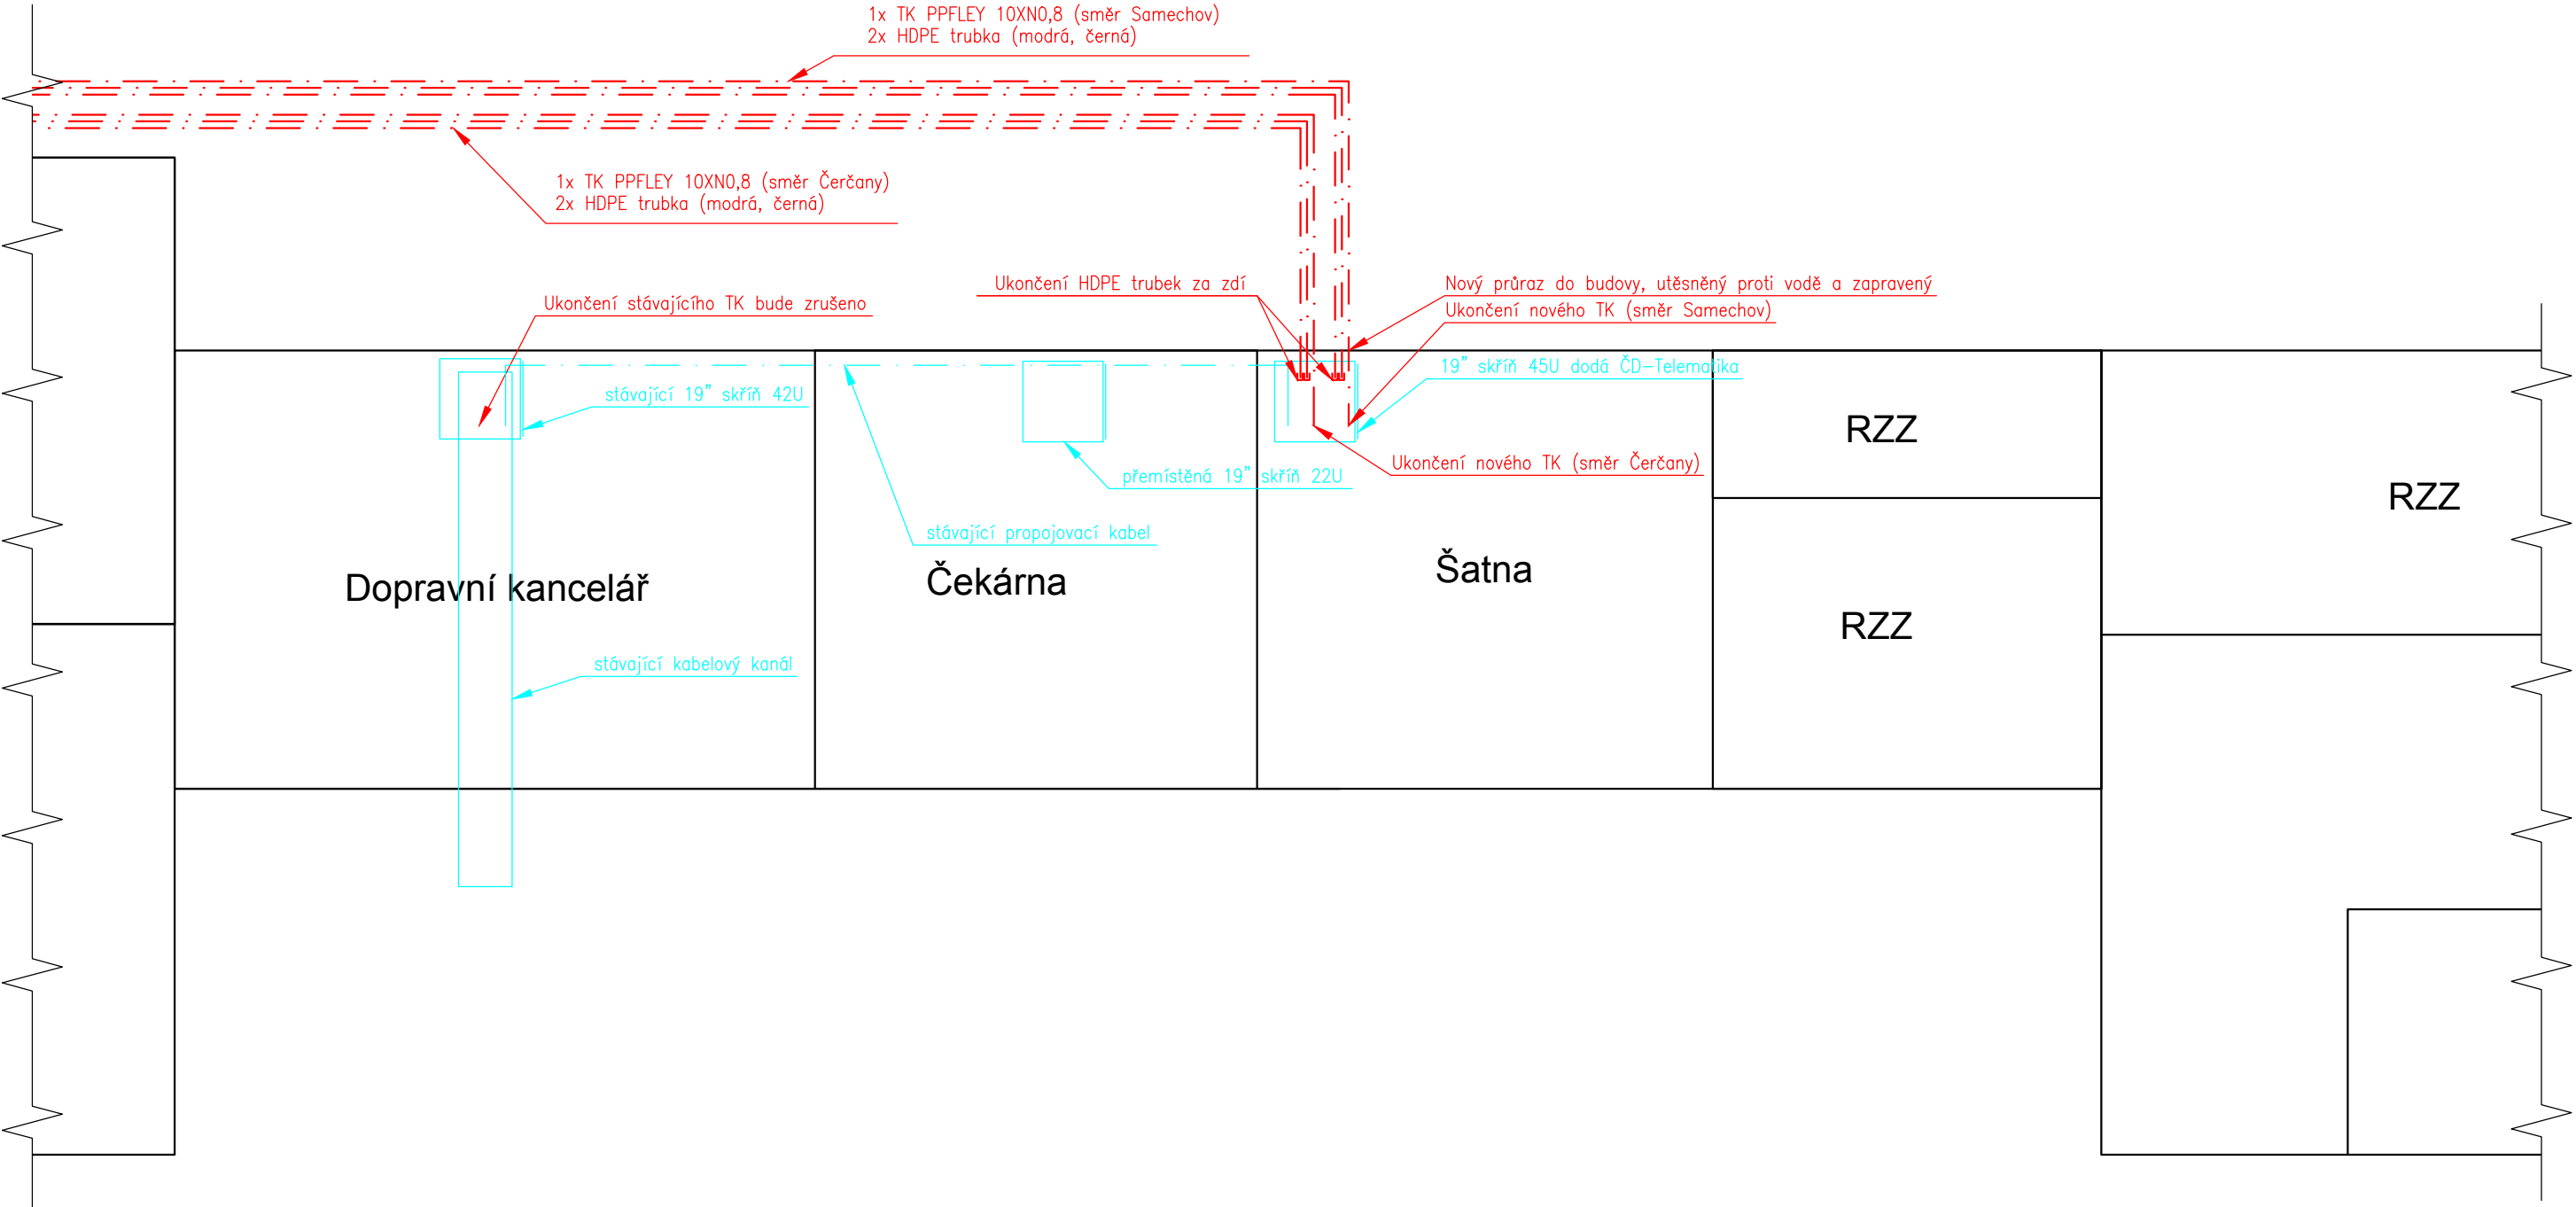 1x TK PPFLEY 10XN0,8 (směr Samechov)
2x HDPE trubka (modrá, černá)
1x TK PPFLEY 10XN0,8 (směr Čerčany)
2x HDPE trubka (modrá, černá)
Ukončení HDPE trubek za zdí
Nový průraz do budovy, utěsněný proti vodě a zapravený
Ukončení stávajícího TK bude zrušeno
Ukončení nového TK (směr Samechov)
19" skříň 45U dodá ČD-Telematika
stávající 19" skříň 42U
RZZ
Ukončení nového TK (směr Čerčany)
přemístěná 19" skříň 22U
RZZ
stávající propojovací kabel
Dopravní kancelář
Čekárna
Šatna
RZZ
stávající kabelový kanál